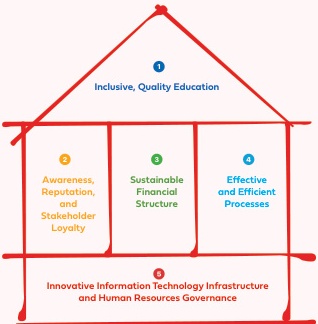 1
Inclusive, Quality Education
2
Awareness,
Reputation,
and
Stakeholder
Loyalty
3
Sustainable
Financial
Structure
4
Effective
and Efficient
Processes
5
Innovative Information Technology Infrastructure
and Human Resources Governance